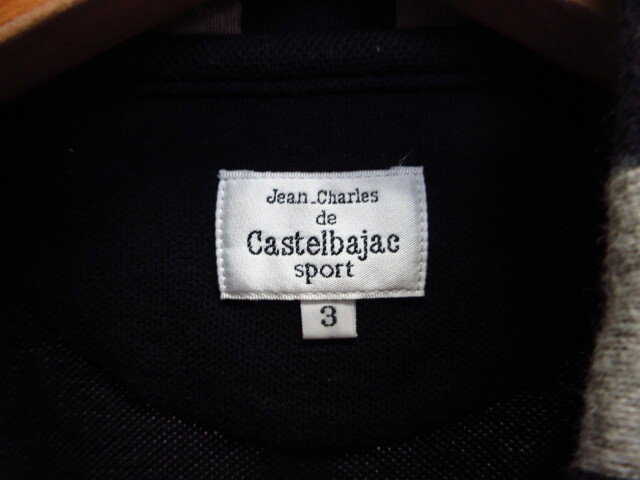 Jean-Charles
de
Castelbajac
sport
3